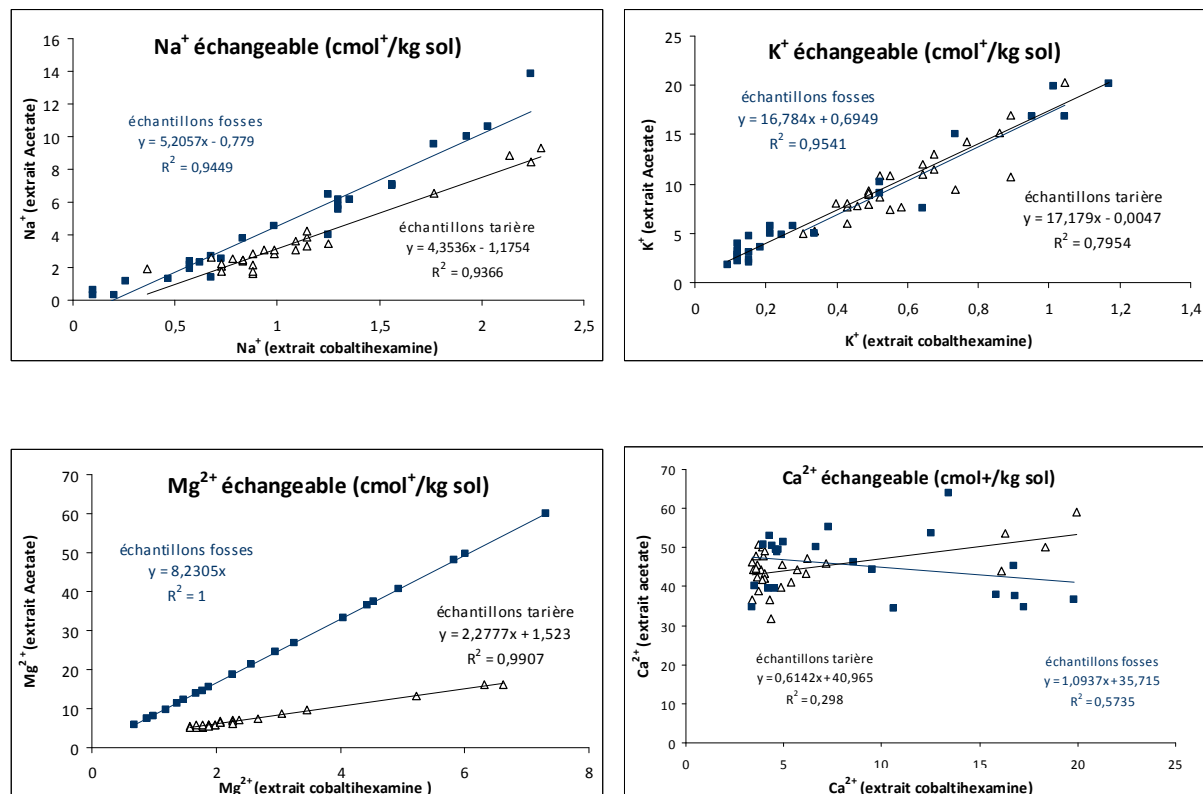 Na+ échangeable (cmol+/kg sol)
Na+ (extrait Acetate)
16
14
12
10
8
6
4
2
0
échantillons fosses
y = 5,2057x - 0,779
R2 = 0,9449
échantillons tarière
y = 4,3536x - 1,1754
R2 = 0,9366
0 0,5 1 1,5 2 2,5
Na+ (extrait cobaltihexamine)
K+ échangeable (cmol+/kg sol)
K+ (extrait Acetate)
25
20
15
10
5
0
échantillons fosses
y = 16,784x + 0,6949
R2 = 0,9541
échantillons tarière
y = 17,179x - 0,0047
R2 = 0,7954
0 0,2 0,4 0,6 0,8 1 1,2 1,4
K+ (extrait cobalthexamine)
Mg2+ échangeable (cmol+/kg sol)
Mg2+ (extrait Acetate)
70
60
50
40
30
20
10
0
échantillons fosses
y = 8,2305x
R2 = 1
échantillons tarière
y = 2,2777x + 1,523
R2 = 0,9907
0 2 4 6 8
Mg2+ (extrait cobaltihexamine )
Ca2+ échangeable (cmol+/kg sol)
Ca2+ (extrait acetate)
70
60
50
40
30
20
10
0
échantillons tarière
y = 0,6142x + 40,965
R2 = 0,298
échantillons fosses
y = 1,0937x + 35,715
R2 = 0,5735
0 5 10 15 20 25
Ca2+ (extrait cobaltihexamine)